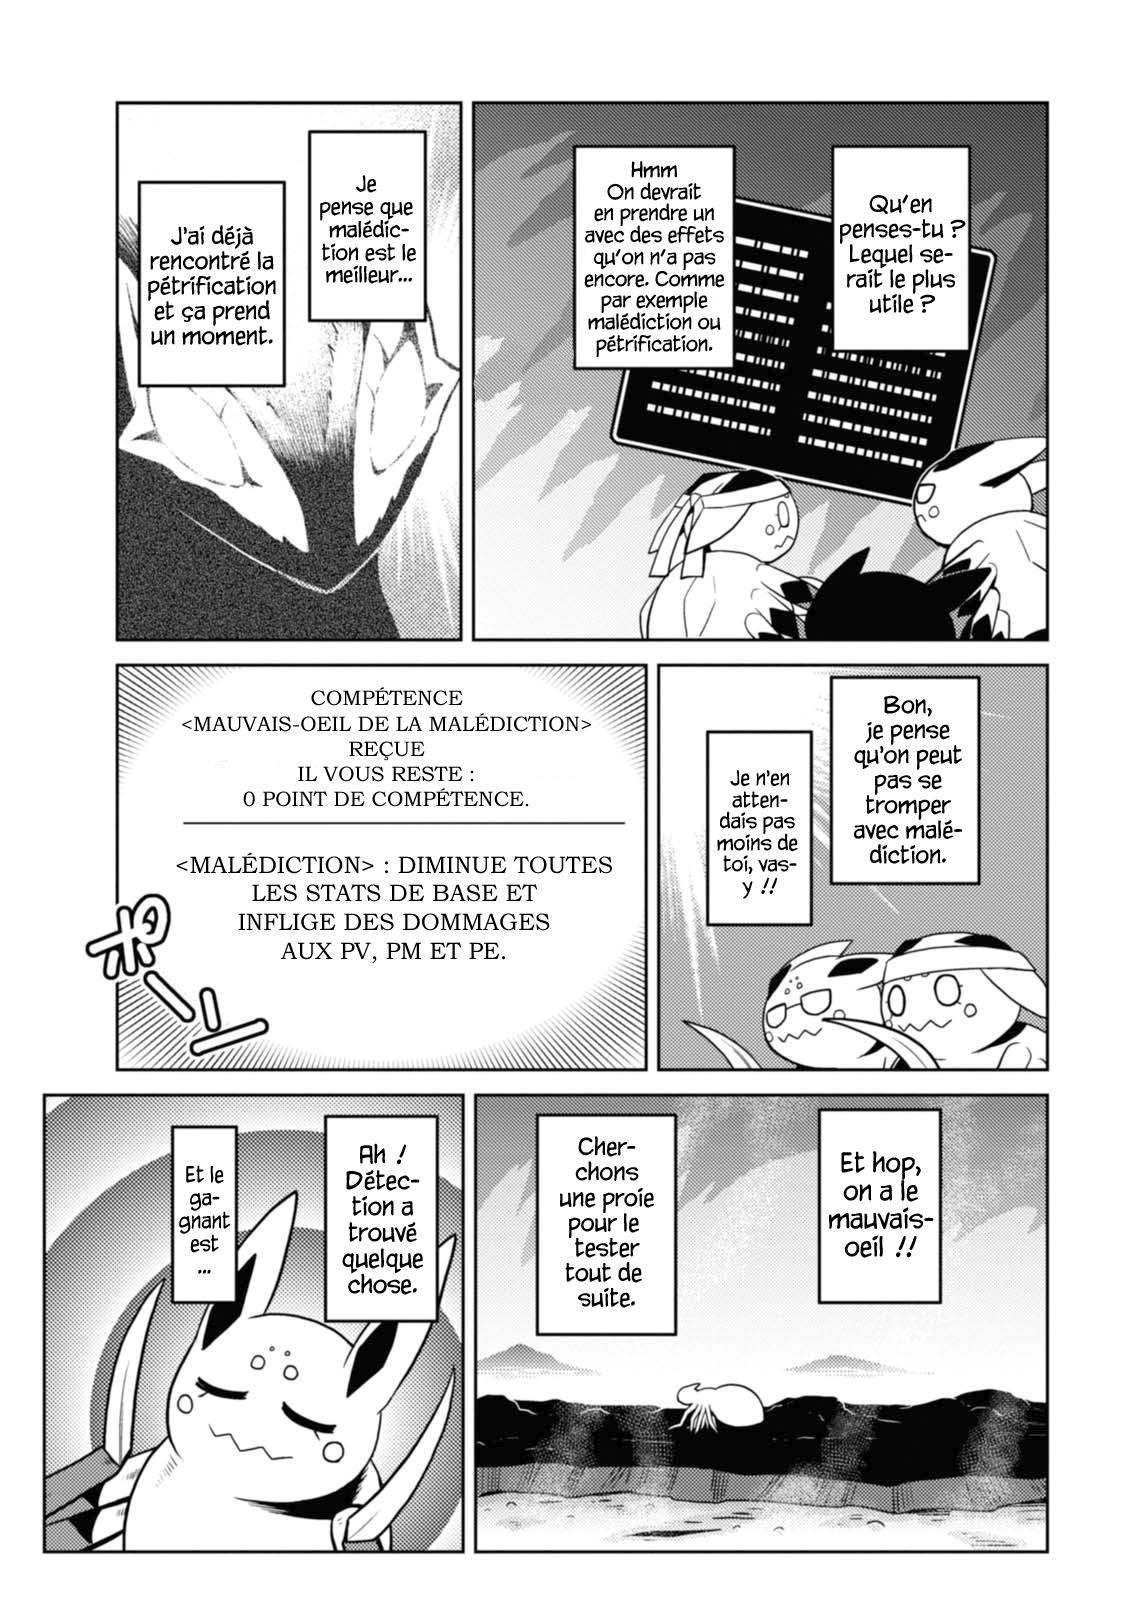 Qu'en
penses-tu ?
Lequel se-
rait le plus
utile ?
Hmm
On devrait
en prendre un
avec des effets
qu'on n'a pas
encore. Comme
par exemple
malédiction ou
pétrification.
Je
pense que
malédic-
tion est le
meilleur...
J'ai déjà
rencontré la
pétrification
et ça prend
un moment.
Bon,
je pense
qu'on peut
pas se
tromper
avec malé-
diction.
Je n'en
atten-
dais pas
moins de
toi, vas-
y !!
COMPÉTENCE
<MAUVAIS-OEIL DE LA MALÉDICTION>
REÇUE
IL VOUS RESTE :
0 POINT DE COMPÉTENCE.
<MALÉDICTION> : DIMINUE TOUTES
LES STATS DE BASE ET
INFLIGE DES DOMMAGES
AUX PV, PM ET PE.
ポーン
Et hop,
on a le
mauvais-
oeil !!
Cher-
chons
une proie
pour le
tester
tout de
suite.
Ah !
Détec-
tion a
trouvé
quelque
chose.
Et le
ga-
gnant
est
...